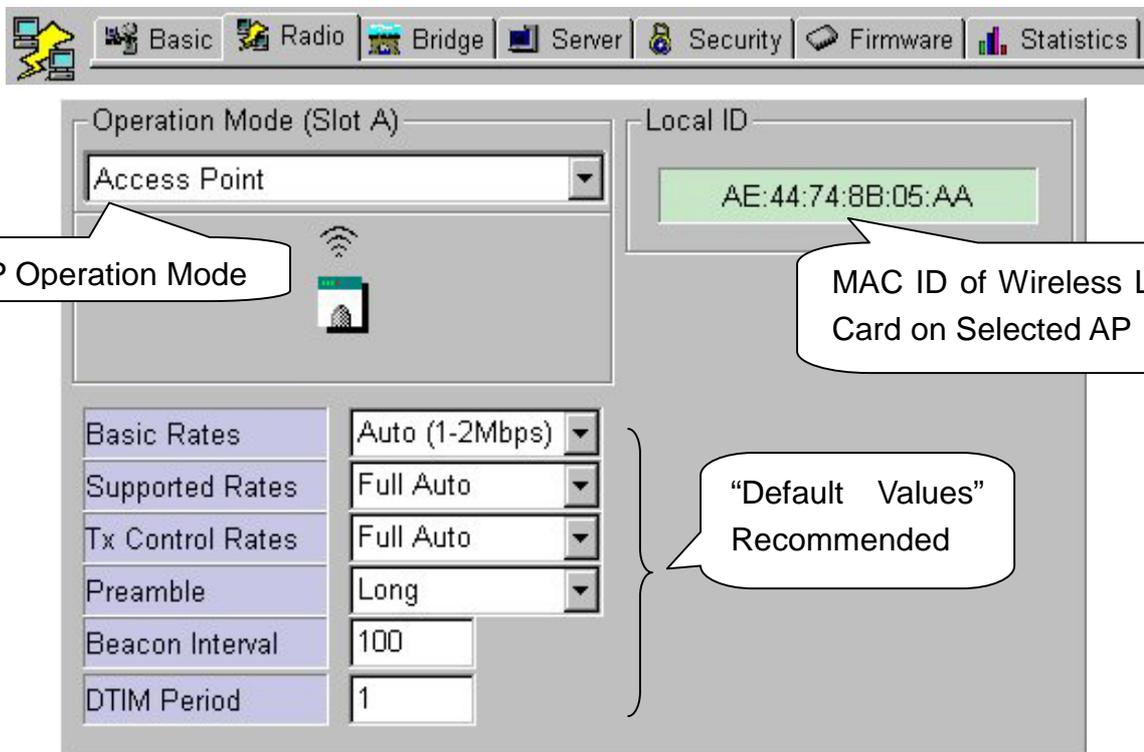 Basic Radio Bridge Server Security Firmware Statistics
Operation Mode (Slot A)
Access Point
Operation Mode
Local ID
AE:44:74:8B:05:AA
MAC ID of Wireless
Card on Selected AP
Basic Rates Auto (1-2Mbps)
Supported Rates Full Auto
Tx Control Rates Full Auto
Preamble Long
Beacon Interval 100
DTIM Period 1
“Default Values”
Recommended